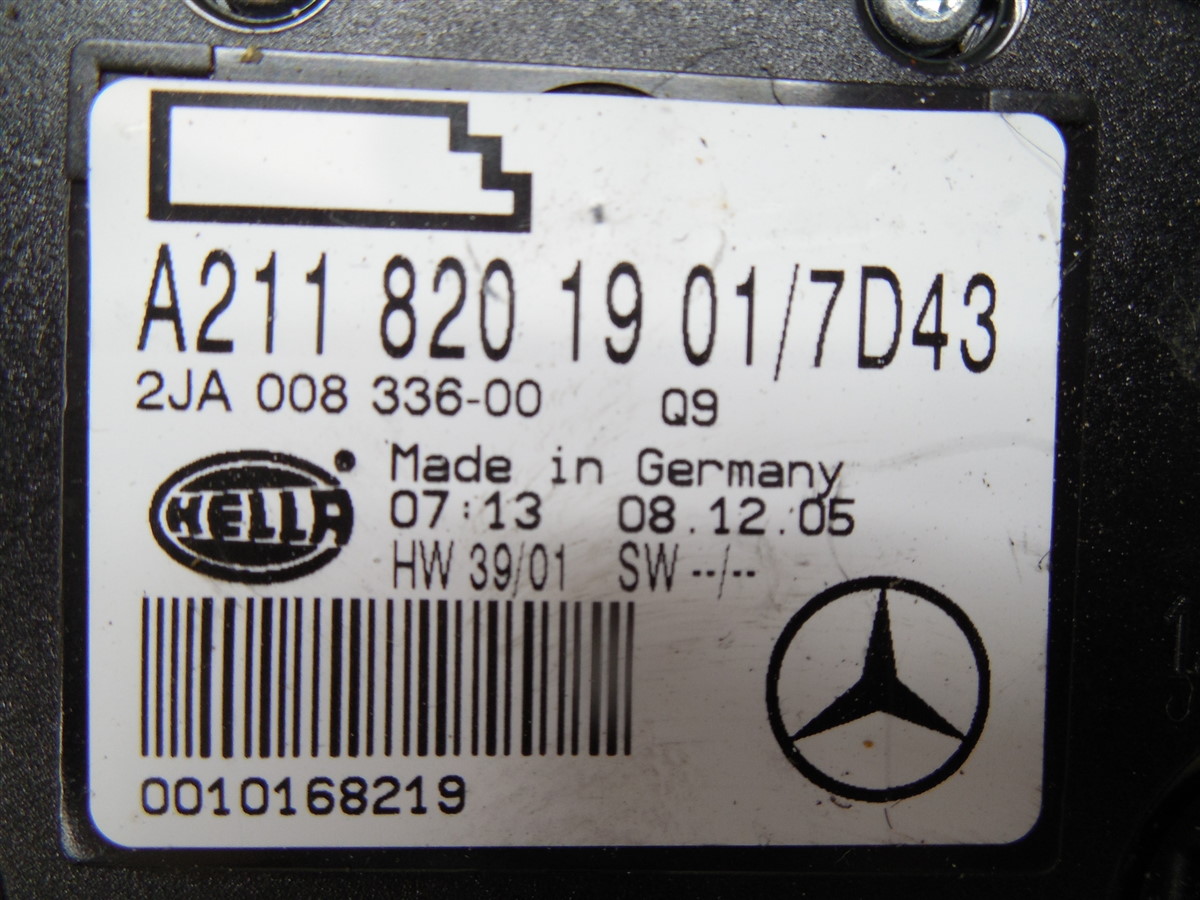 A211 820 19 01/7D43
2JA 008 336-00 Q9
HELLA
Made in Germany
07:13 08.12.05
HW 39/01 SW --/--
0010168219